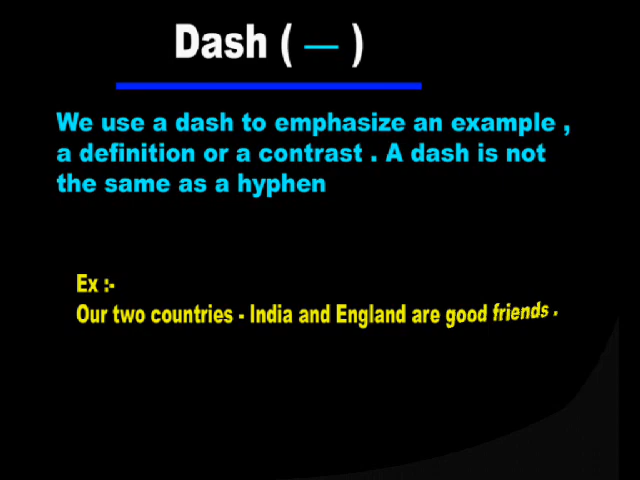 Dash ( — )
We use a dash to emphasize an example ,
a definition or a contrast . A dash is not
the same as a hyphen
Ex :-
Our two countries - India and England are good friends .